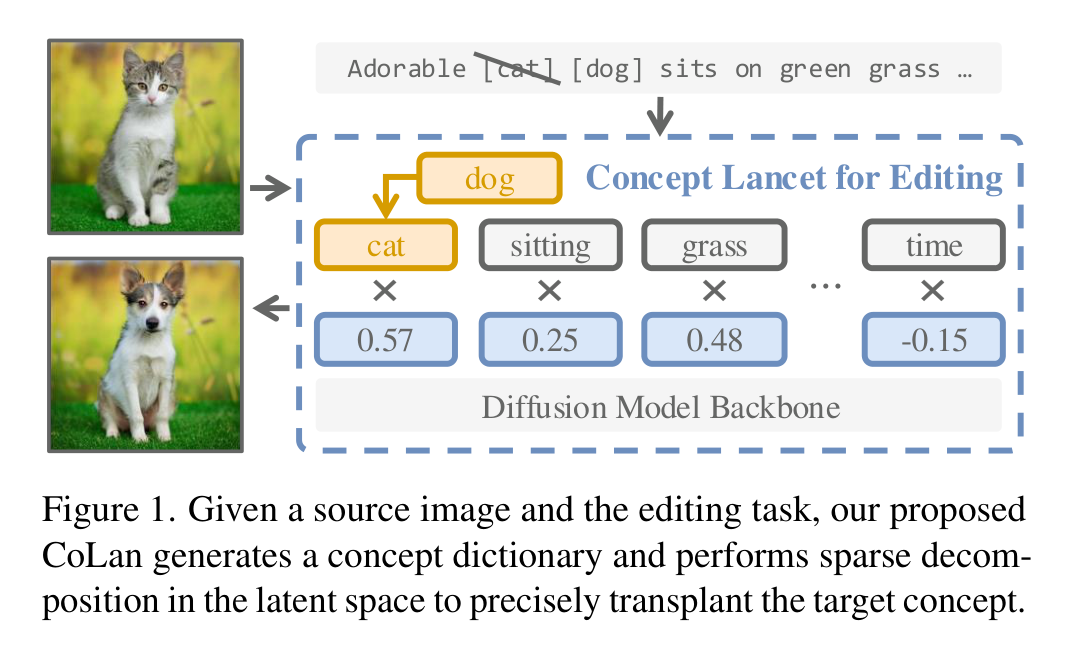 Adorable [cat] [dog] sits on green grass …
dog
Concept Lancet for Editing
cat
sitting
grass
...
time
× × × ×
0.57
0.25
0.48
-0.15
Diffusion Model Backbone
Figure 1. Given a source image and the editing task, our proposed
CoLan generates a concept dictionary and performs sparse decom-
position in the latent space to precisely transplant the target concept.